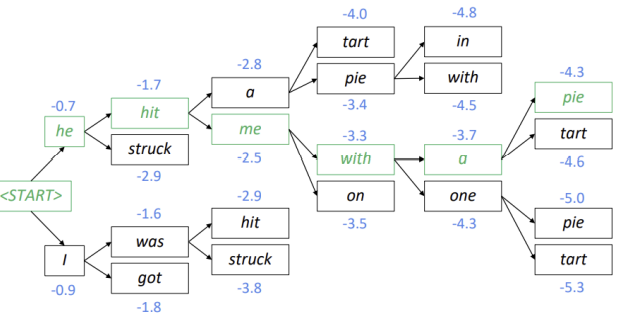 -4.0
-4.8
tart
in
-2.8
-1.7
a
pie
with
-4.3
-0.7
hit
-3.4
-4.5
pie
he
me
-3.3
-3.7
struck
-2.5
with
a
tart
<START>
-2.9
-2.9
on
one
-4.6
-1.6
hit
-3.5
-4.3
-5.0
I
was
pie
struck
-0.9
got
-3.8
tart
-1.8
-5.3